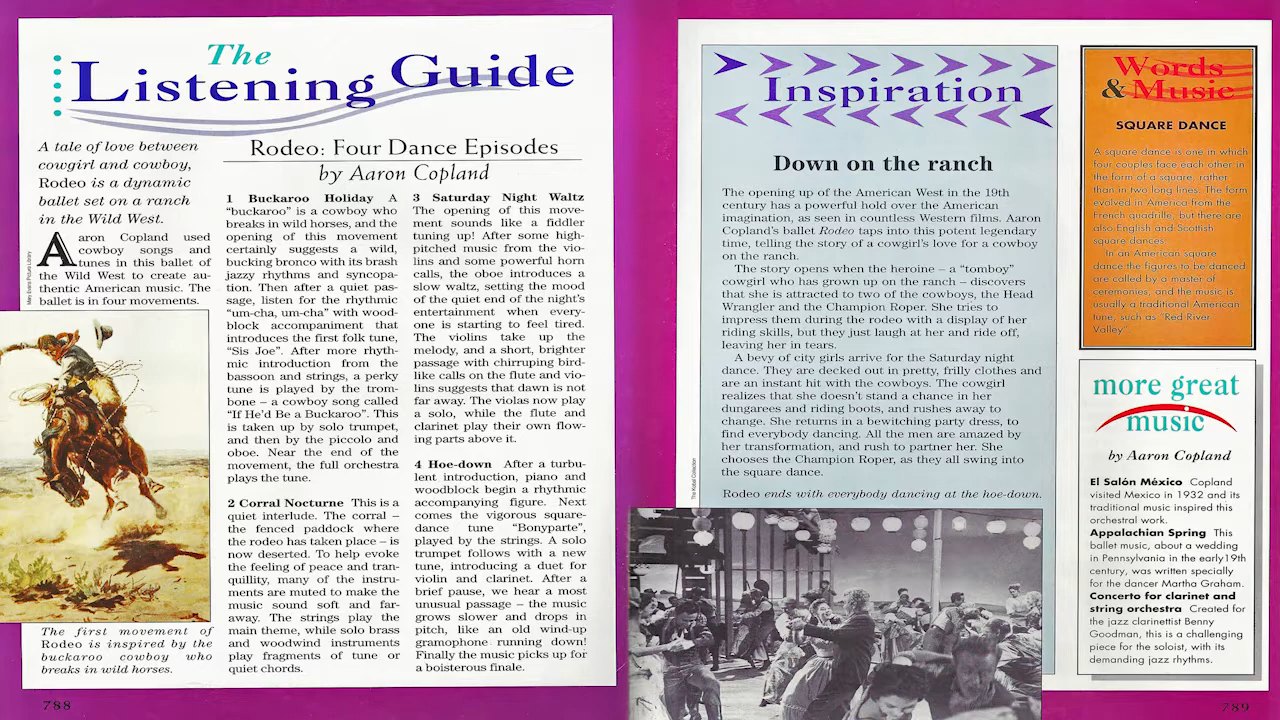 The
Listening Guide
A tale of love between
cowgirl and cowboy,
Rodeo is a dynamic
ballet set on a ranch
in the Wild West.
Aaron Copland used
cowboy songs and
tunes in this ballet of
the Wild West to create au-
thentic American music. The
ballet is in four movements.
Mary Evans Picture Library
The first movement of
Rodeo is inspired by the
buckaroo cowboy who
breaks in wild horses.
788
Rodeo: Four Dance Episodes
by Aaron Copland
1 Buckaroo Holiday A
“buckaroo” is a cowboy who
breaks in wild horses, and the
opening of this movement
certainly suggests a wild,
bucking bronco with its brash
jazzy rhythms and syncopa-
tion. Then after a quiet pas-
sage, listen for the rhythmic
“um-cha, um-cha” with wood-
block accompaniment that
introduces the first folk tune,
“Sis Joe”. After more rhyth-
mic introduction from the
bassoon and strings, a perky
tune is played by the trom-
bone – a cowboy song called
“If He’d Be a Buckaroo”. This
is taken up by solo trumpet,
and then by the piccolo and
oboe. Near the end of the
movement, the full orchestra
plays the tune.
2 Corral Nocturne This is a
quiet interlude. The corral –
the fenced paddock where
the rodeo has taken place – is
now deserted. To help evoke
the feeling of peace and tran-
quillity, many of the instru-
ments are muted to make the
music sound soft and far-
away. The strings play the
main theme, while solo brass
and woodwind instruments
play fragments of tune or
quiet chords.
3 Saturday Night Waltz
The opening of this move-
ment sounds like a fiddler
tuning up! After some high-
pitched music from the vio-
lins and some powerful horn
calls, the oboe introduces a
slow waltz, setting the mood
of the quiet end of the night’s
entertainment when every-
one is starting to feel tired.
The violins take up the
melody, and a short, brighter
passage with chirruping bird-
like calls on the flute and vio-
lins suggests that dawn is not
far away. The violas now play
a solo, while the flute and
clarinet play their own flow-
ing parts above it.
4 Hoe-down After a turbu-
lent introduction, piano and
woodblock begin a rhythmic
accompanying figure. Next
comes the vigorous square-
dance tune “Bonyparte”,
played by the strings. A solo
trumpet follows with a new
tune, introducing a duet for
violin and clarinet. After a
brief pause, we hear a most
unusual passage – the music
grows slower and drops in
pitch, like an old wind-up
gramophone running down!
Finally the music picks up for
a boisterous finale.
Inspiration
Down on the ranch
The opening up of the American West in the 19th
century has a powerful hold over the American
imagination, as seen in countless Western films. Aaron
Copland’s ballet Rodeo taps into this potent legendary
time, telling the story of a cowgirl’s love for a cowboy
on the ranch.
The story opens when the heroine – a “tomboy”
cowgirl who has grown up on the ranch – discovers
that she is attracted to two of the cowboys, the Head
Wrangler and the Champion Roper. She tries to
impress them during the rodeo with a display of her
riding skills, but they just laugh at her and ride off,
leaving her in tears.
A bevy of city girls arrive for the Saturday night
dance. They are decked out in pretty, frilly clothes and
are an instant hit with the cowboys. The cowgirl
realizes that she doesn’t stand a chance in her
dungarees and riding boots, and rushes away to
change. She returns in a bewitching party dress, to
find everybody dancing. All the men are amazed by
her transformation, and rush to partner her. She
chooses the Champion Roper, as they all swing into
the square dance.
Rodeo ends with everybody dancing at the hoe-down.
The Kobal Collection
Words
& Music
SQUARE DANCE
A square dance is one in which
four couples face each other in
the form of a square, rather
than in two long lines. The form
evolved in America from the
French quadrille, but there are
also English and Scottish
square dances.
In an American square
dance the figures to be danced
are called by a master of
ceremonies, and the music is
usually a traditional American
tune, such as “Red River
Valley”.
more great
music
by Aaron Copland
El Salón México Copland
visited Mexico in 1932 and its
traditional music inspired this
orchestral work.
Appalachian Spring This
ballet music, about a wedding
in Pennsylvania in the early19th
century, was written specially
for the dancer Martha Graham.
Concerto for clarinet and
string orchestra Created for
the jazz clarinettist Benny
Goodman, this is a challenging
piece for the soloist, with its
demanding jazz rhythms.
789